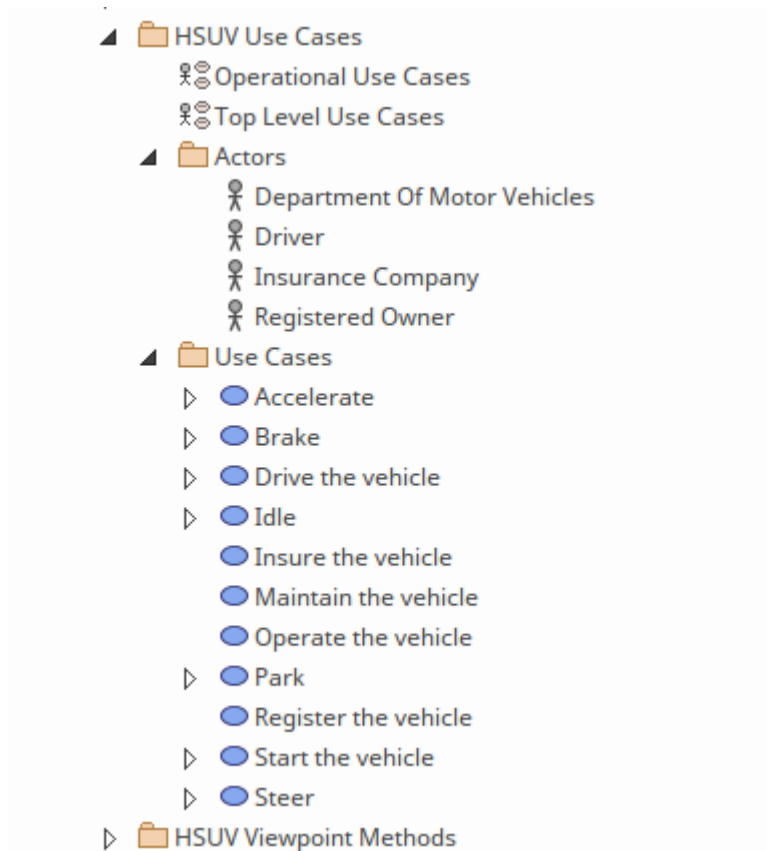 HSUV Use Cases
Operational Use Cases
Top Level Use Cases
Actors
Department Of Motor Vehicles
Driver
Insurance Company
Registered Owner
Use Cases
Accelerate
Brake
Drive the vehicle
Idle
Insure the vehicle
Maintain the vehicle
Operate the vehicle
Park
Register the vehicle
Start the vehicle
Steer
HSUV Viewpoint Methods